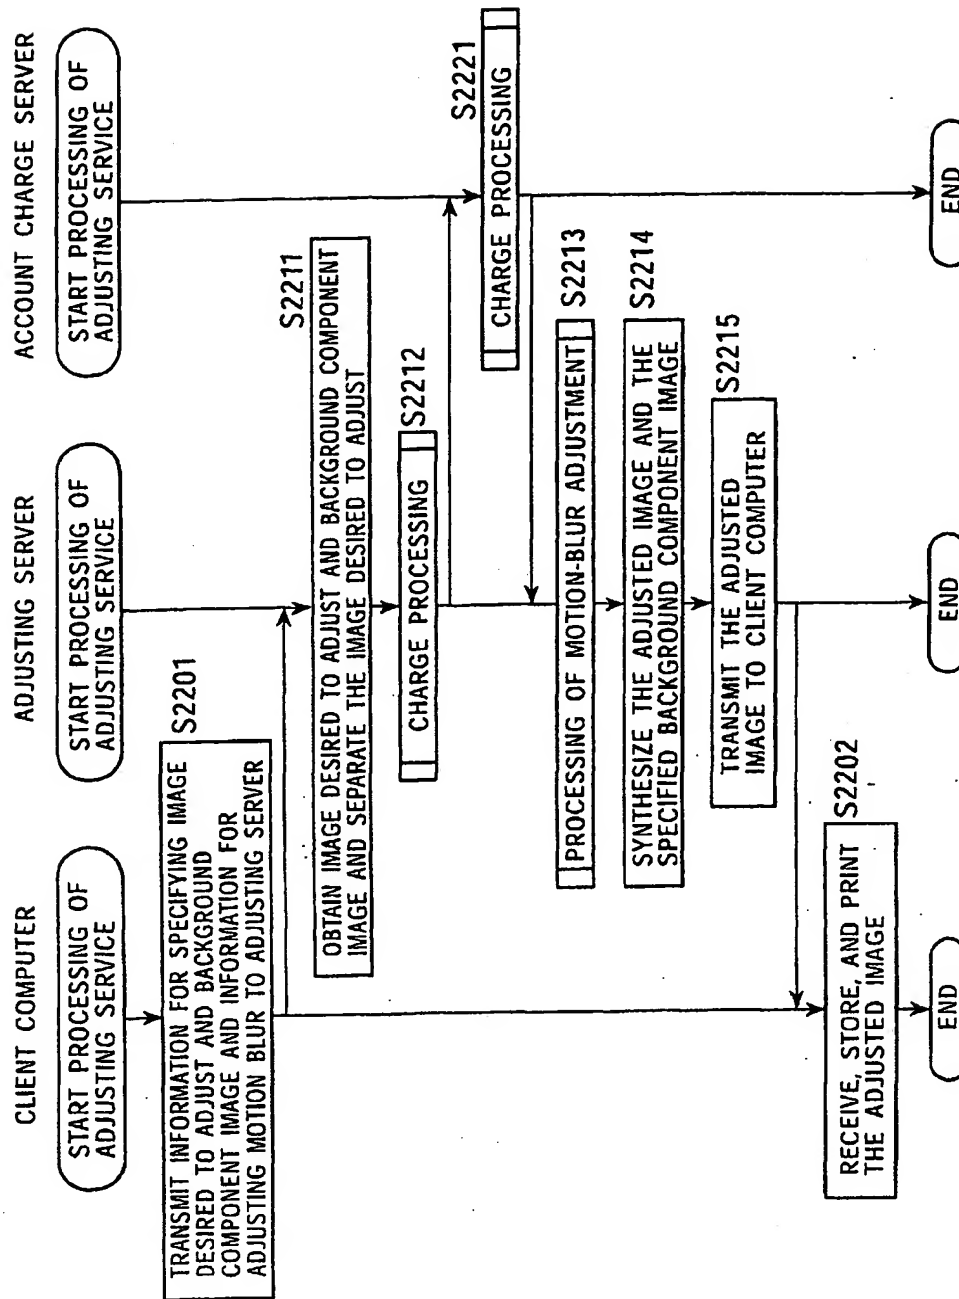 CLIENT COMPUTER
START PROCESSING OF
ADJUSTING SERVICE
S2201
TRANSMIT INFORMATION FOR SPECIFYING IMAGE
DESIRED TO ADJUST AND BACKGROUND
COMPONENT IMAGE AND INFORMATION FOR
ADJUSTING MOTION BLUR TO ADJUSTING SERVER
S2202
RECEIVE, STORE, AND PRINT
THE ADJUSTED IMAGE
END
ADJUSTING SERVER
START PROCESSING OF
ADJUSTING SERVICE
S2211
OBTAIN IMAGE DESIRED TO ADJUST AND BACKGROUND COMPONENT
IMAGE AND SEPARATE THE IMAGE DESIRED TO ADJUST
S2212
CHARGE PROCESSING
S2213
PROCESSING OF MOTION-BLUR ADJUSTMENT
S2214
SYNTHESIZE THE ADJUSTED IMAGE AND THE
SPECIFIED BACKGROUND COMPONENT IMAGE
S2215
TRANSMIT THE ADJUSTED
IMAGE TO CLIENT COMPUTER
END
ACCOUNT CHARGE SERVER
START PROCESSING OF
ADJUSTING SERVICE
S2221
CHARGE PROCESSING
END